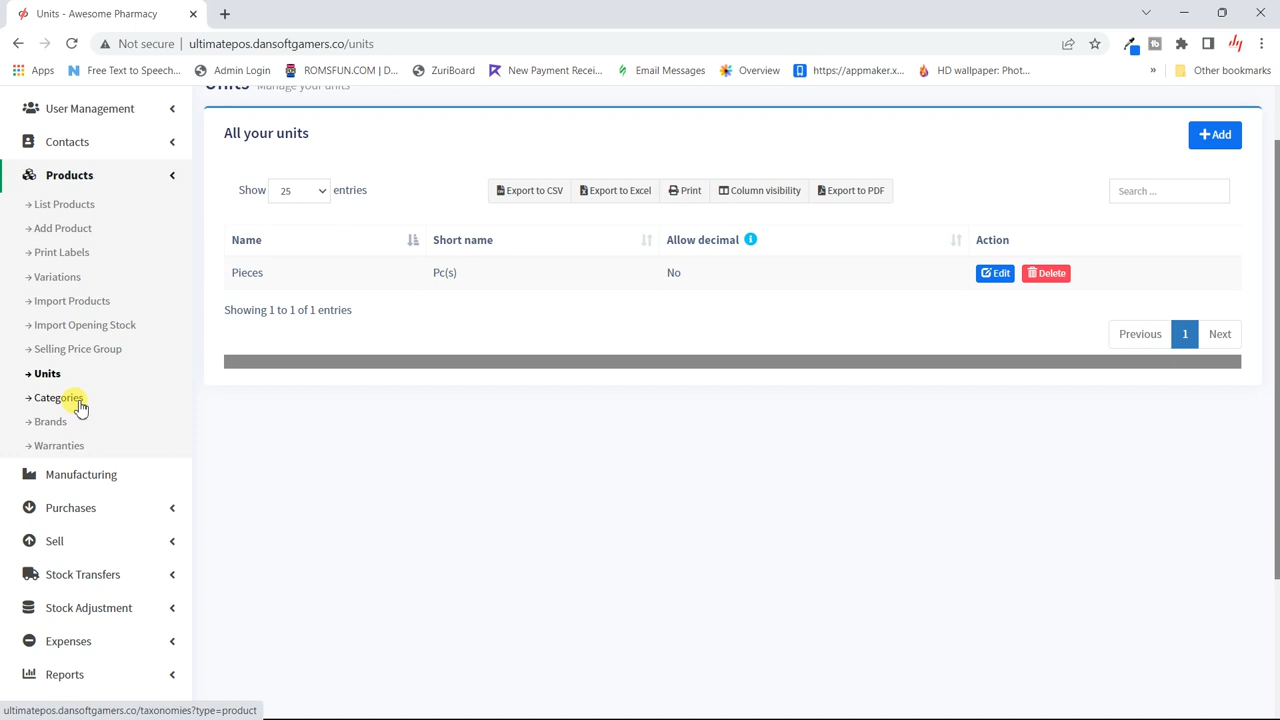 Units - Awesome Pharmacy
Not secure | ultimatepos.dansoftgamers.co/units
Apps Free Text to Speech... Admin Login ROMSFUN.COM | D... ZuriBoard New Payment Recei... Email Messages Overview https://appmaker.x... HD wallpaper: Phot... » Other bookmarks
User Management
Contacts
Products
List Products
Add Product
Print Labels
Variations
Import Products
Import Opening Stock
Selling Price Group
Units
Categories
Brands
Warranties
Manufacturing
Purchases
Sell
Stock Transfers
Stock Adjustment
Expenses
Reports
Units Manage your units
All your units
+ Add
Show 25 entries
Export to CSV Export to Excel Print Column visibility Export to PDF
Search ...
Name Short name Allow decimal Action
Pieces Pc(s) No Edit Delete
Showing 1 to 1 of 1 entries
Previous 1 Next
ultimatepos.dansoftgamers.co/taxonomies?type=product